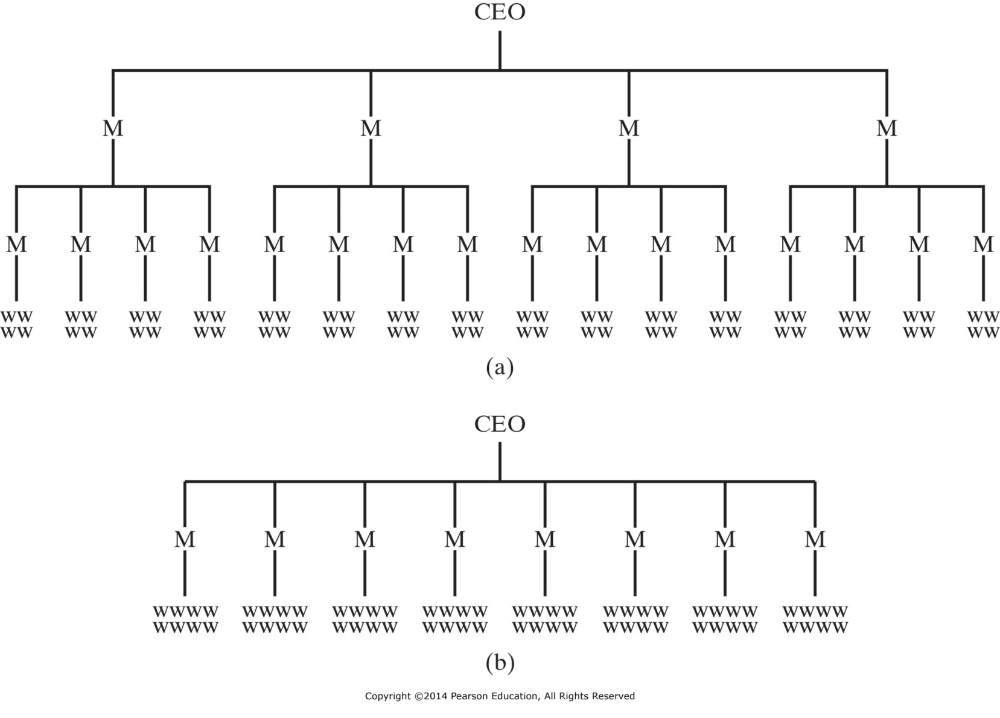 CEO
M M M M
M M M M M M M M M M M M M M M M
WW WW WW WW WW WW WW WW WW WW WW WW WW WW WW WW
WW WW WW WW WW WW WW WW WW WW WW WW WW WW WW WW
(a)
CEO
M M M M M M M M
WWWW WWWW WWWW WWWW WWWW WWWW WWWW WWWW
WWWW WWWW WWWW WWWW WWWW WWWW WWWW WWWW
(b)
Copyright ©2014 Pearson Education, All Rights Reserved